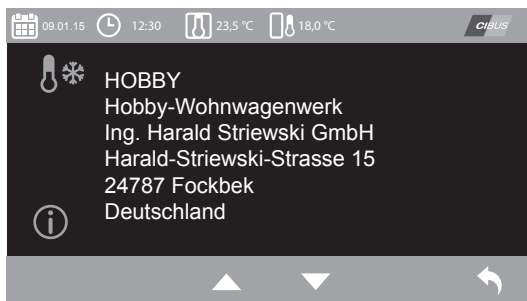 09.01.15 12:30 23,5 °C 18,0 °C CIBUS
HOBBY
Hobby-Wohnwagenwerk
Ing. Harald Striewski GmbH
Harald-Striewski-Strasse 15
24787 Fockbek
Deutschland